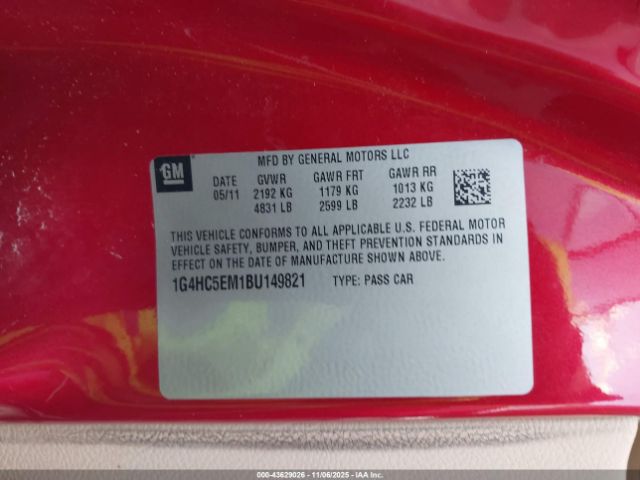 GM
MFD BY GENERAL MOTORS LLC
DATE GVWR GAWR FRT GAWR RR
05/11 2192 KG 1179 KG 1013 KG
4831 LB 2599 LB 2232 LB
THIS VEHICLE CONFORMS TO ALL APPLICABLE U.S. FEDERAL MOTOR
VEHICLE SAFETY, BUMPER, AND THEFT PREVENTION STANDARDS IN
EFFECT ON THE DATE OF MANUFACTURE SHOWN ABOVE.
1G4HC5EM1BU149821 TYPE: PASS CAR
000-43629026 - 11/06/2025 - IAAI.COM